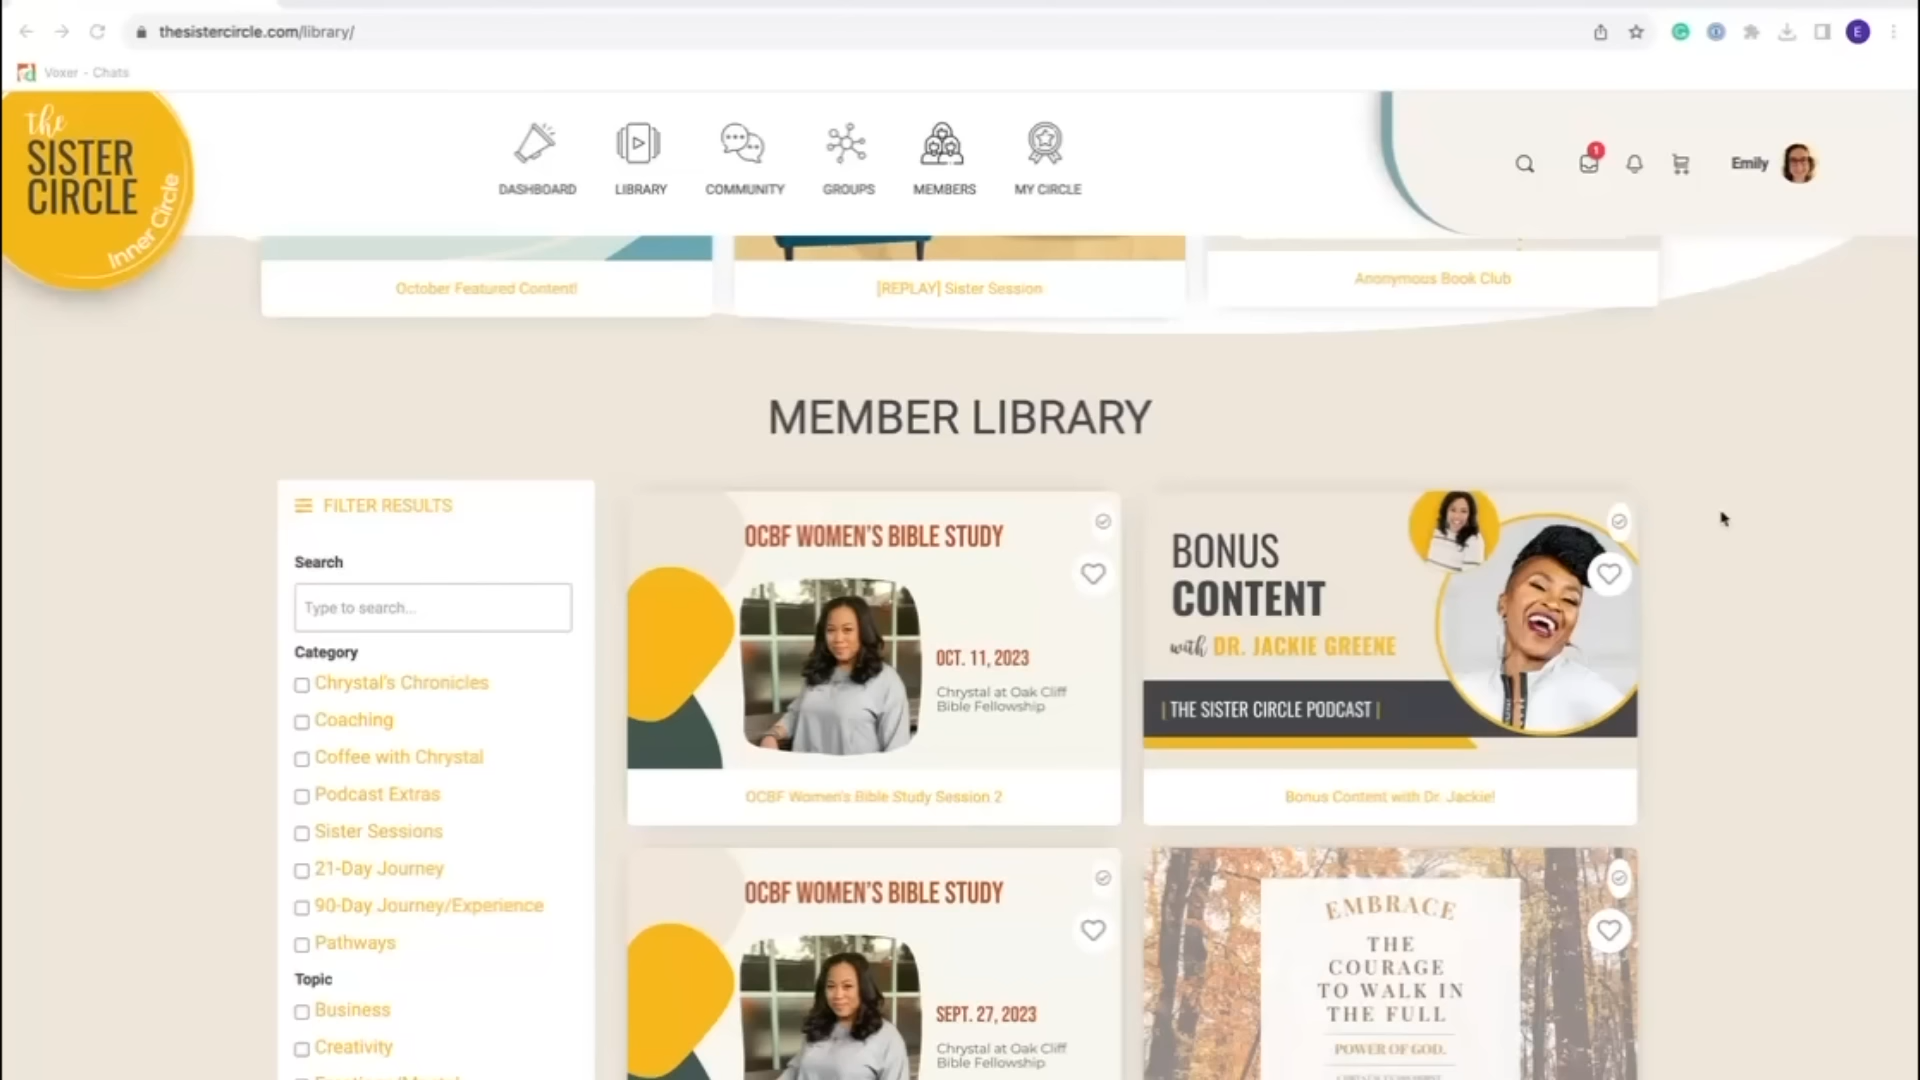 thesistercircle.com/library/
Voxer - Chats
the
SISTER
CIRCLE
Inner Circle
DASHBOARD
LIBRARY
COMMUNITY
GROUPS
MEMBERS
MY CIRCLE
1
Emily
E
October Featured Content!
[REPLAY] Sister Session
Anonymous Book Club
MEMBER LIBRARY
FILTER RESULTS
Search
Type to search...
Category
Chrystal's Chronicles
Coaching
Coffee with Chrystal
Podcast Extras
Sister Sessions
21-Day Journey
90-Day Journey/Experience
Pathways
Topic
Business
Creativity
OCBF WOMEN'S BIBLE STUDY
OCT. 11, 2023
Chrystal at Oak Cliff
Bible Fellowship
OCBF Women's Bible Study Session 2
BONUS
CONTENT
with DR. JACKIE GREENE
| THE SISTER CIRCLE PODCAST |
Bonus Content with Dr. Jackie!
OCBF WOMEN'S BIBLE STUDY
SEPT. 27, 2023
Chrystal at Oak Cliff
Bible Fellowship
EMBRACE
THE
COURAGE
TO WALK IN
THE FULL
POWER OF GOD.